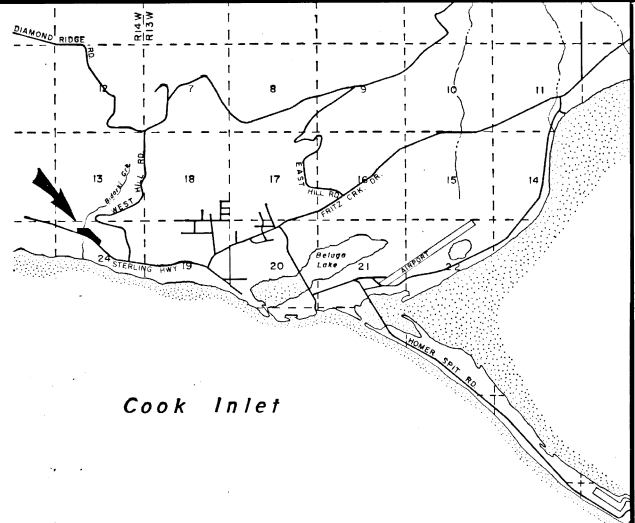 DIAMOND RIDGE RD.
R14W
R13W
12
7
8
9
10
11
13
18
17
16
15
14
WEST HILL RD.
EAST HILL RD.
FRITZ CRK DR.
24
STERLING HWY
19
20
Beluga
Lake
21
AIRPORT
22
HOMER SPIT RD.
Cook Inlet